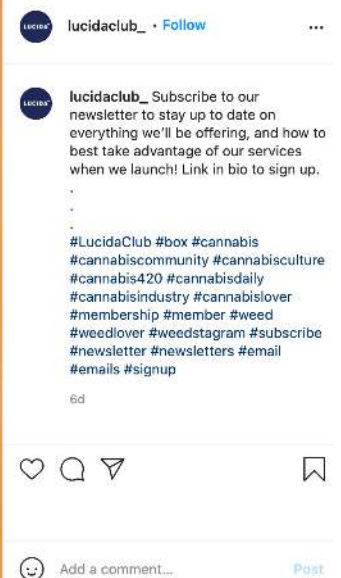 LUCIDA
lucidaclub_ • Follow
LUCIDA
lucidaclub_ Subscribe to our
newsletter to stay up to date on
everything we'll be offering, and how to
best take advantage of our services
when we launch! Link in bio to sign up.
.
.
.
#LucidaClub #box #cannabis
#cannabiscommunity #cannabisculture
#cannabis420 #cannabisdaily
#cannabisindustry #cannabislover
#membership #member #weed
#weedlover #weedstagram #subscribe
#newsletter #newsletters #email
#emails #signup
6d
Add a comment... Post